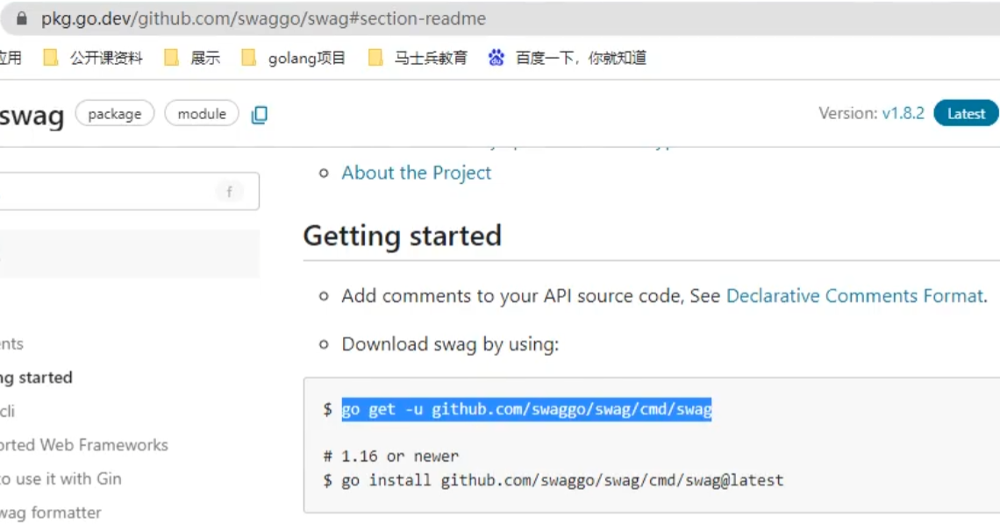 pkg.go.dev/github.com/swaggo/swag#section-readme
应用 公开课资料 展示 golang项目 马士兵教育 百度一下，你就知道
swag package module Version: v1.8.2 Latest
About the Project
f
Getting started
Add comments to your API source code, See Declarative Comments Format.
Download swag by using:
$ go get -u github.com/swaggo/swag/cmd/swag
# 1.16 or newer
$ go install github.com/swaggo/swag/cmd/swag@latest
nts
ng started
cli
orted Web Frameworks
to use it with Gin
wag formatter